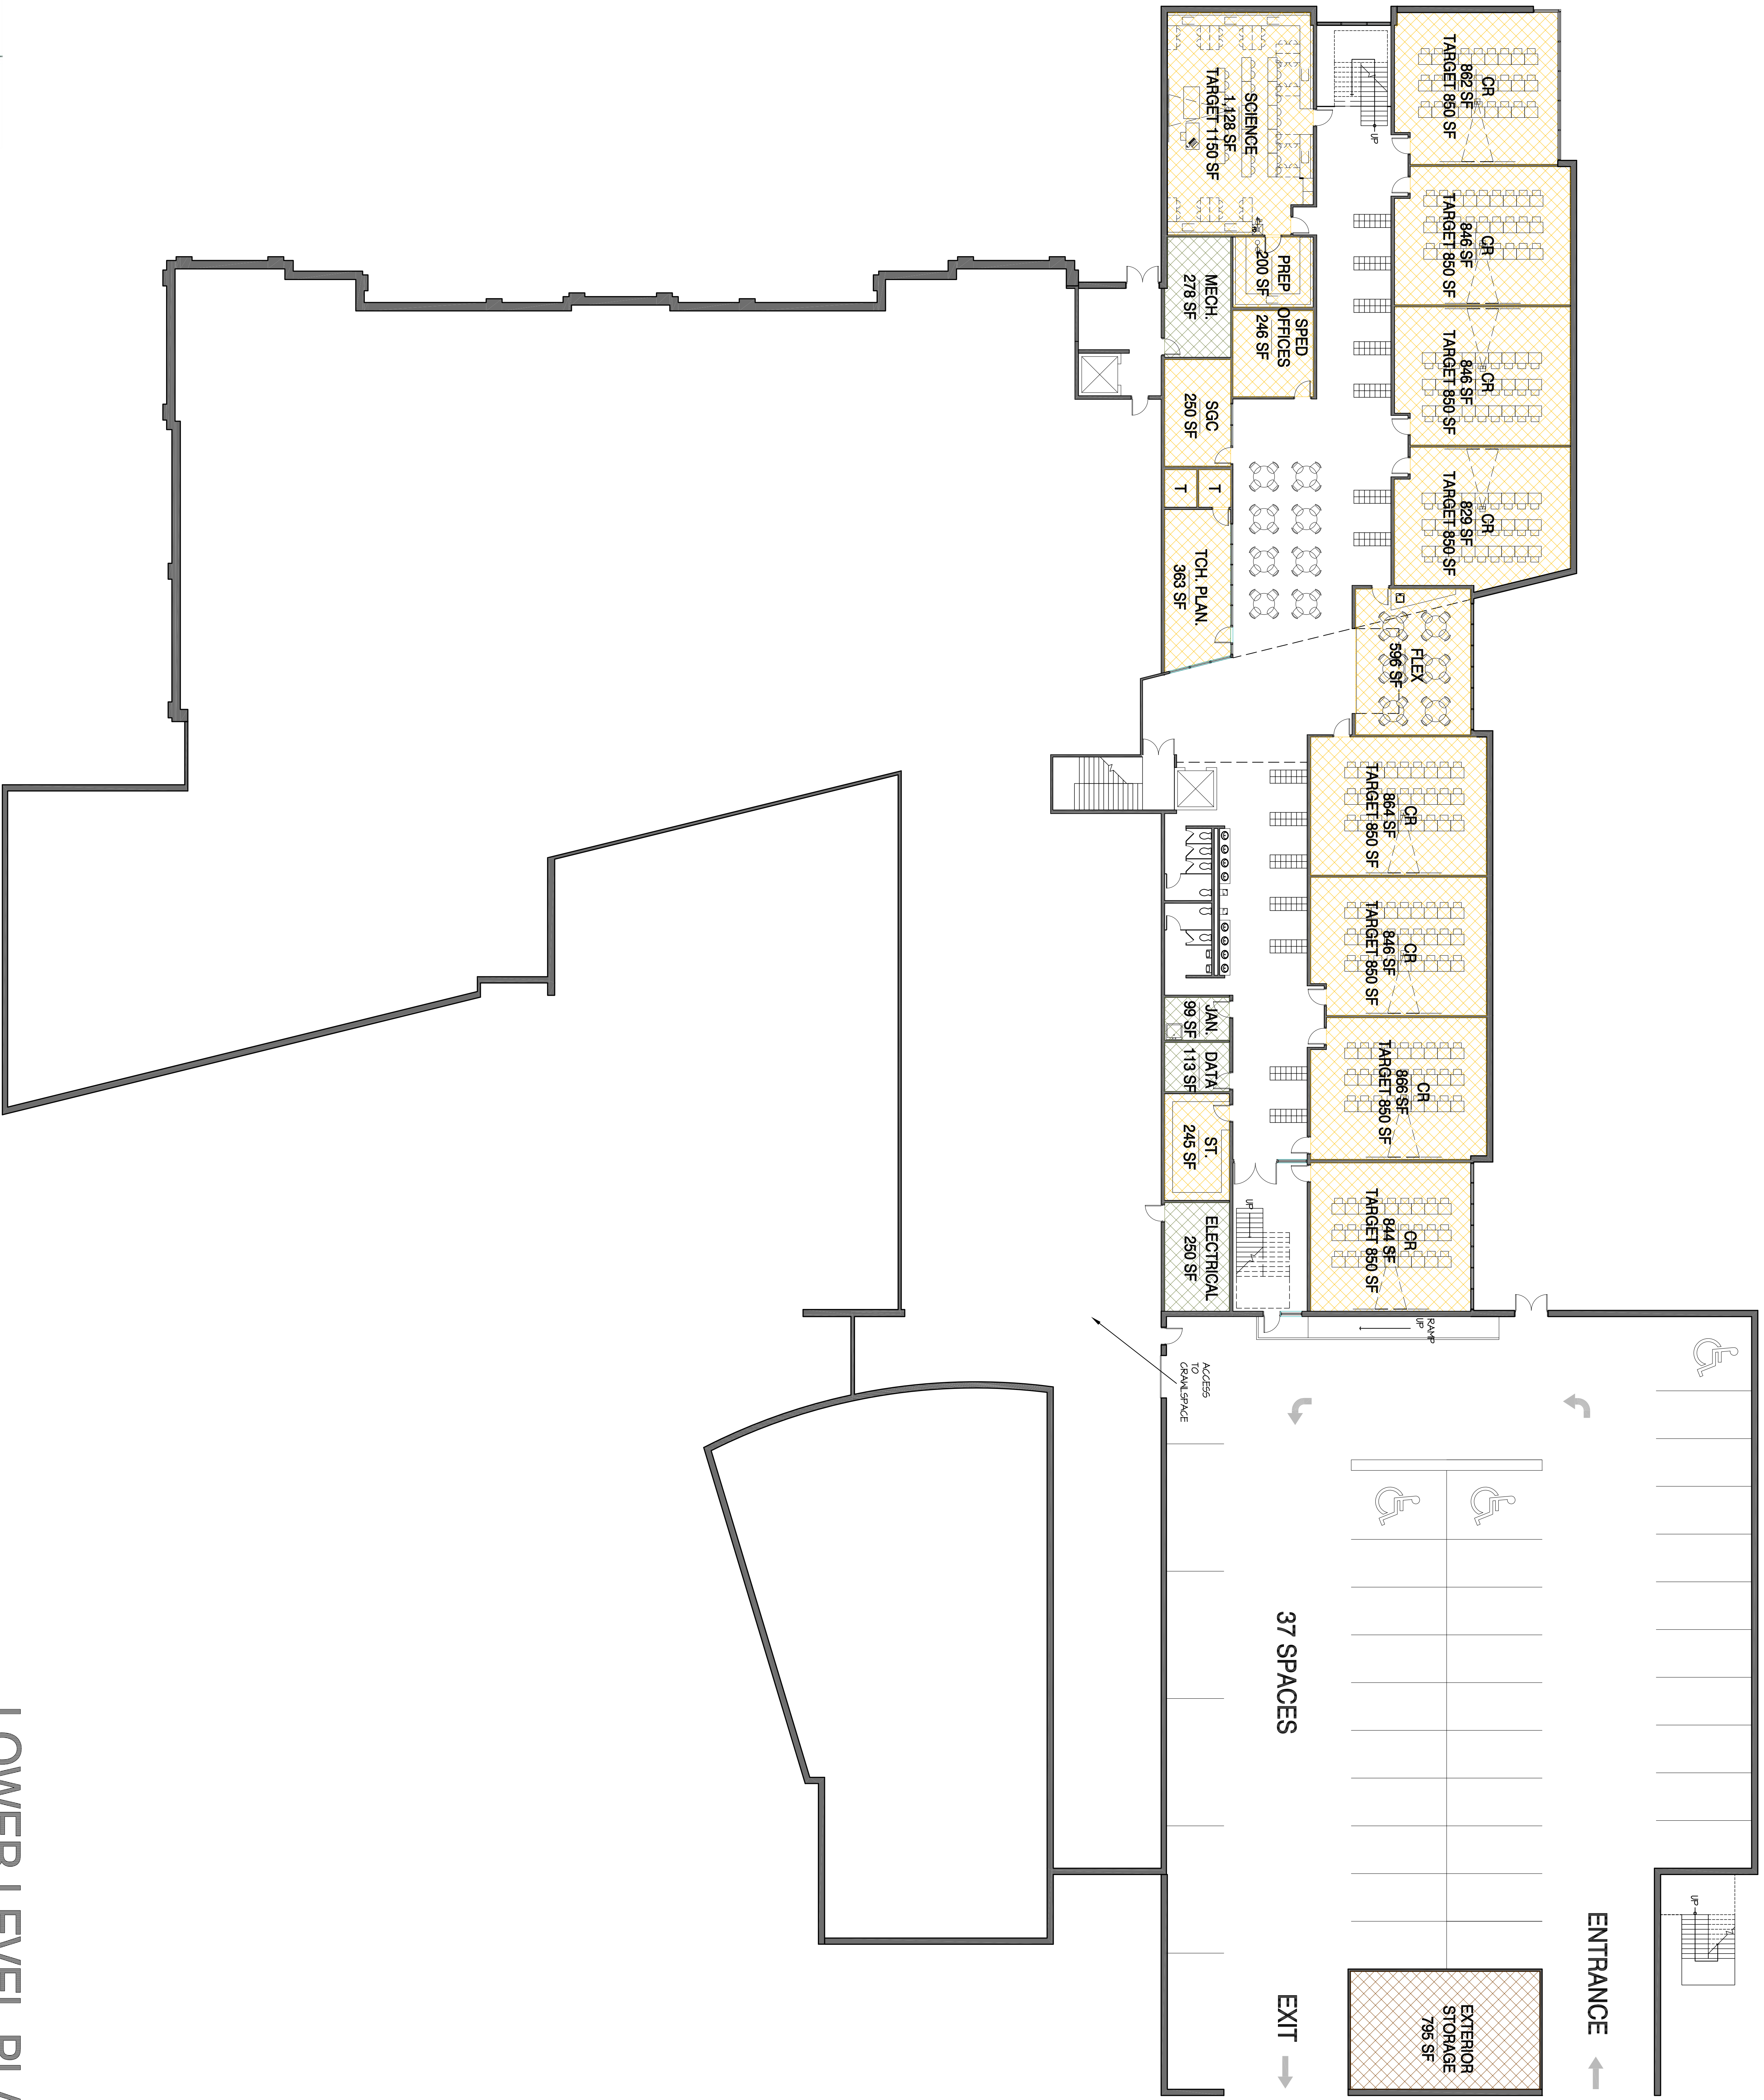 CR
862 SF
TARGET 850 SF
CR
846 SF
TARGET 850 SF
CR
846 SF
TARGET 850 SF
CR
829 SF
TARGET 850 SF
FLEX
596 SF
CR
864 SF
TARGET 850 SF
CR
846 SF
TARGET 850 SF
CR
866 SF
TARGET 850 SF
CR
844 SF
TARGET 850 SF
UP
SCIENCE
1,128 SF
TARGET 1150 SF
PREP
200 SF
SPED
OFFICES
246 SF
MECH.
278 SF
SGC
250 SF
T
T
TCH. PLAN.
363 SF
JAN.
99 SF
DATA
113 SF
ST.
245 SF
ELECTRICAL
250 SF
UP
RAMP
UP
ACCESS
TO
CRAWLSPACE
37 SPACES
UP
ENTRANCE
EXTERIOR
STORAGE
795 SF
EXIT
LOWER LEVEL PLA